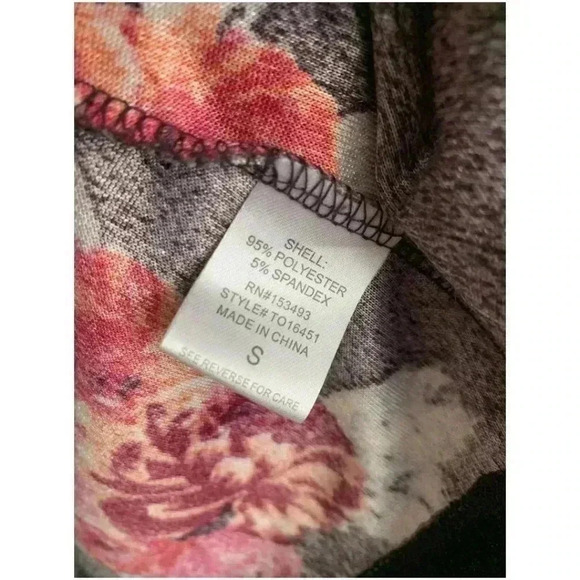 SHELL:
95% POLYESTER
5% SPANDEX
RN#153493
STYLE# TO16451
MADE IN CHINA
S
SEE REVERSE FOR CARE